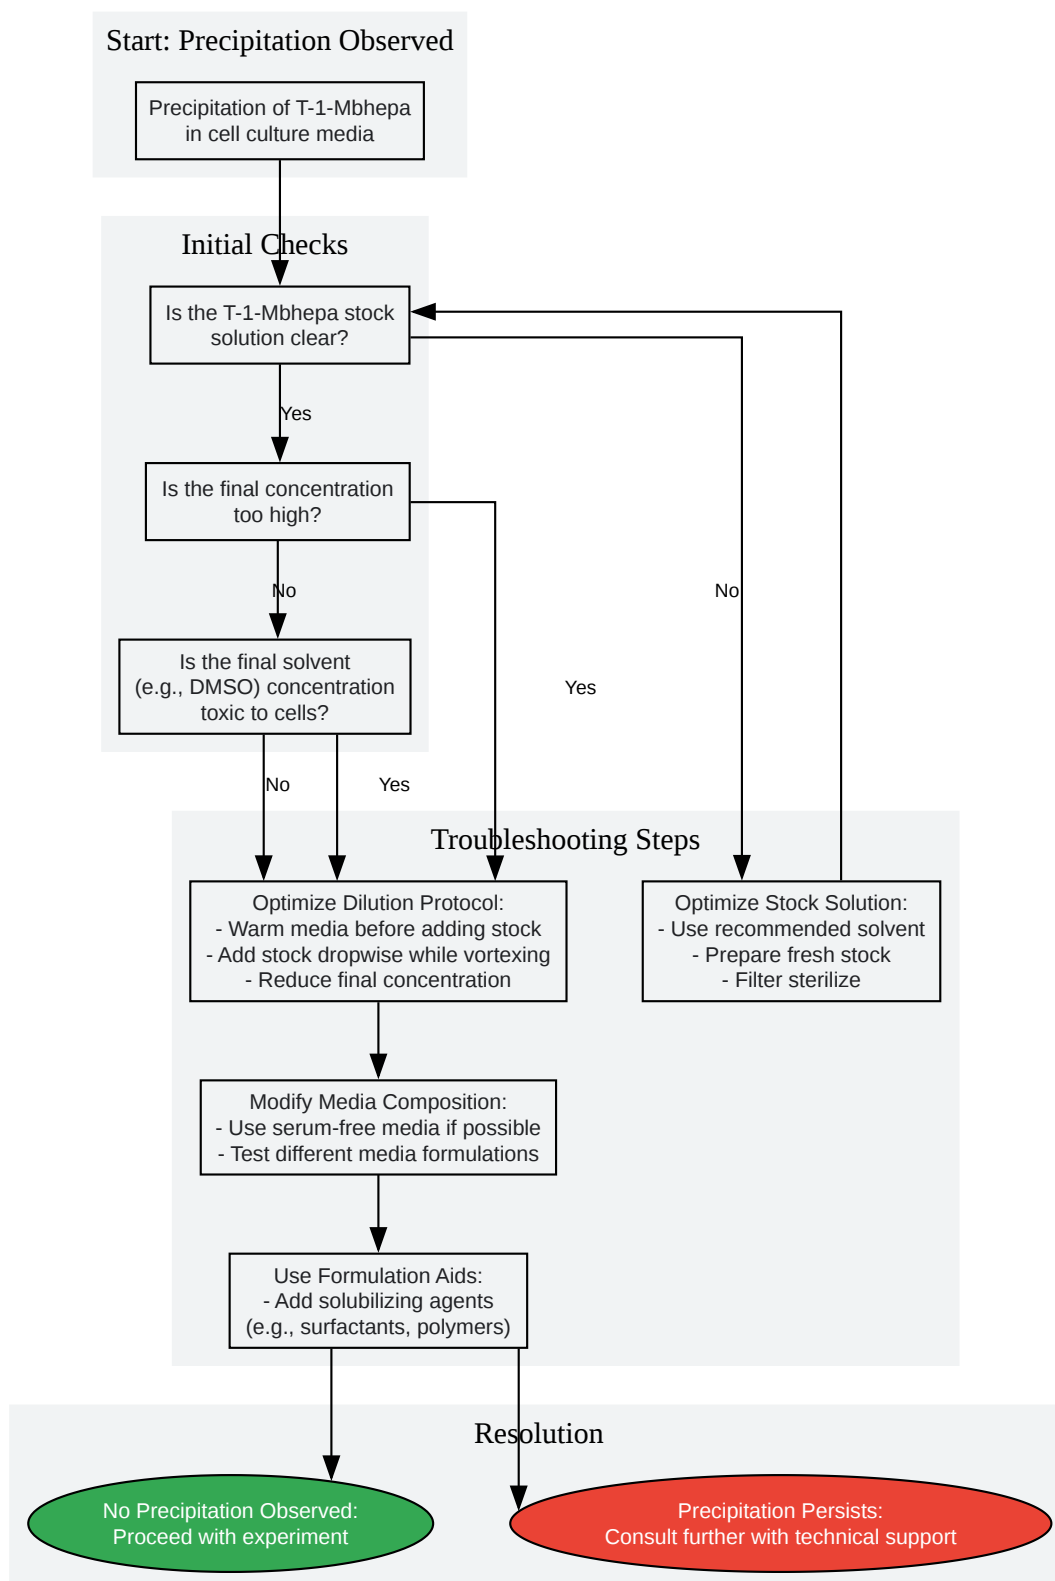 Start: Precipitation Observed
Precipitation of T-1-Mbhepa
in cell culture media
Initial Checks
Is the T-1-Mbhepa stock
solution clear?
Yes
Is the final concentration
too high?
No
No
Is the final solvent
(e.g., DMSO) concentration
toxic to cells?
Yes
No
Yes
Troubleshooting Steps
Optimize Dilution Protocol:
- Warm media before adding stock
- Add stock dropwise while vortexing
- Reduce final concentration
Optimize Stock Solution:
- Use recommended solvent
- Prepare fresh stock
- Filter sterilize
Modify Media Composition:
- Use serum-free media if possible
- Test different media formulations
Use Formulation Aids:
- Add solubilizing agents
(e.g., surfactants, polymers)
Resolution
No Precipitation Observed:
Proceed with experiment
Precipitation Persists:
Consult further with technical support